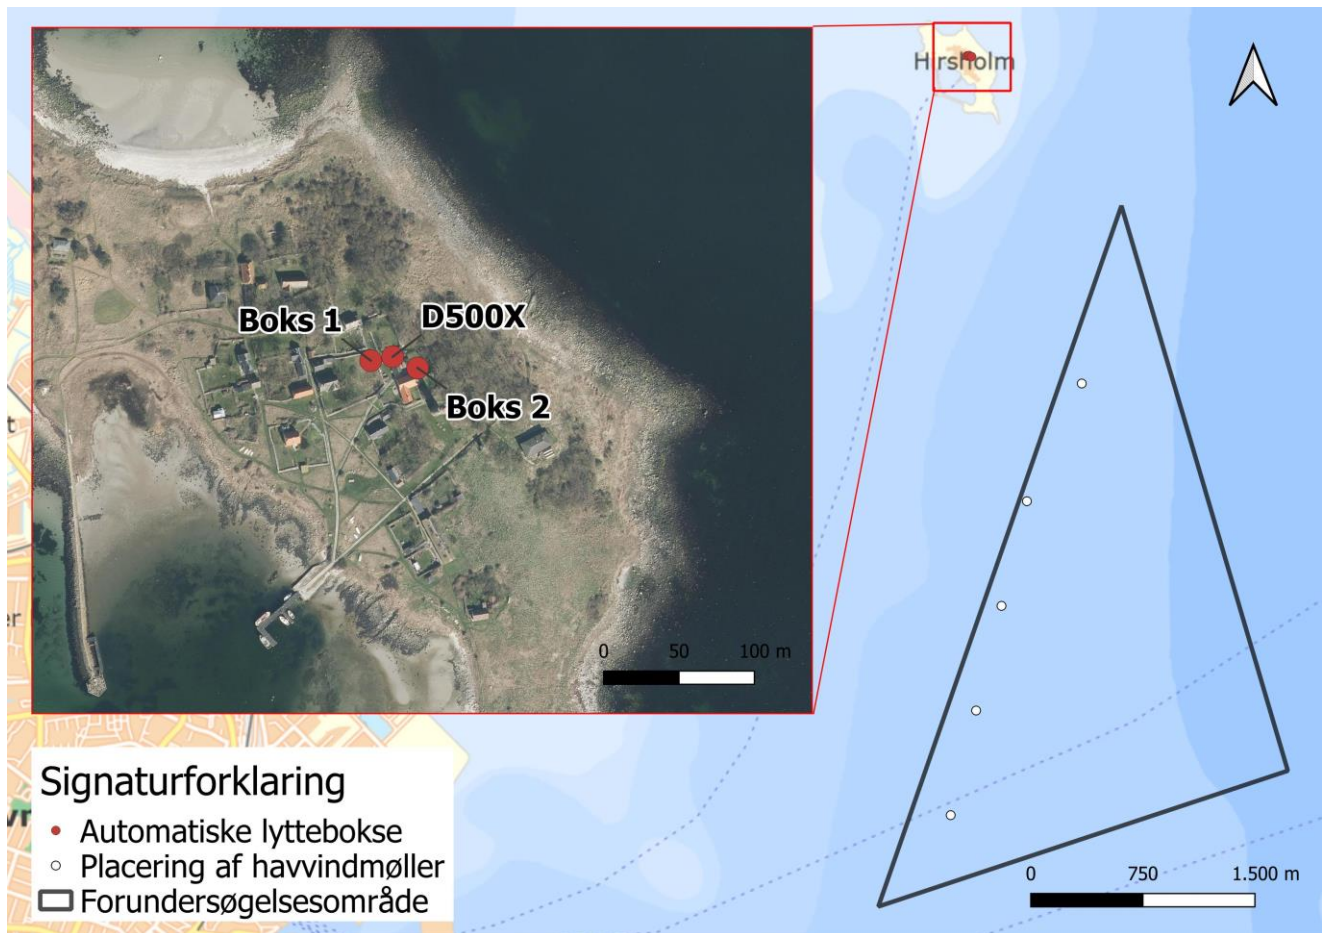 Hirsholm
Boks 1
D500X
Boks 2
0 50 100 m
Signaturforklaring
Automatiske lyttebokse
Placering af havvindmøller
Forundersøgelsesområde
0 750 1.500 m